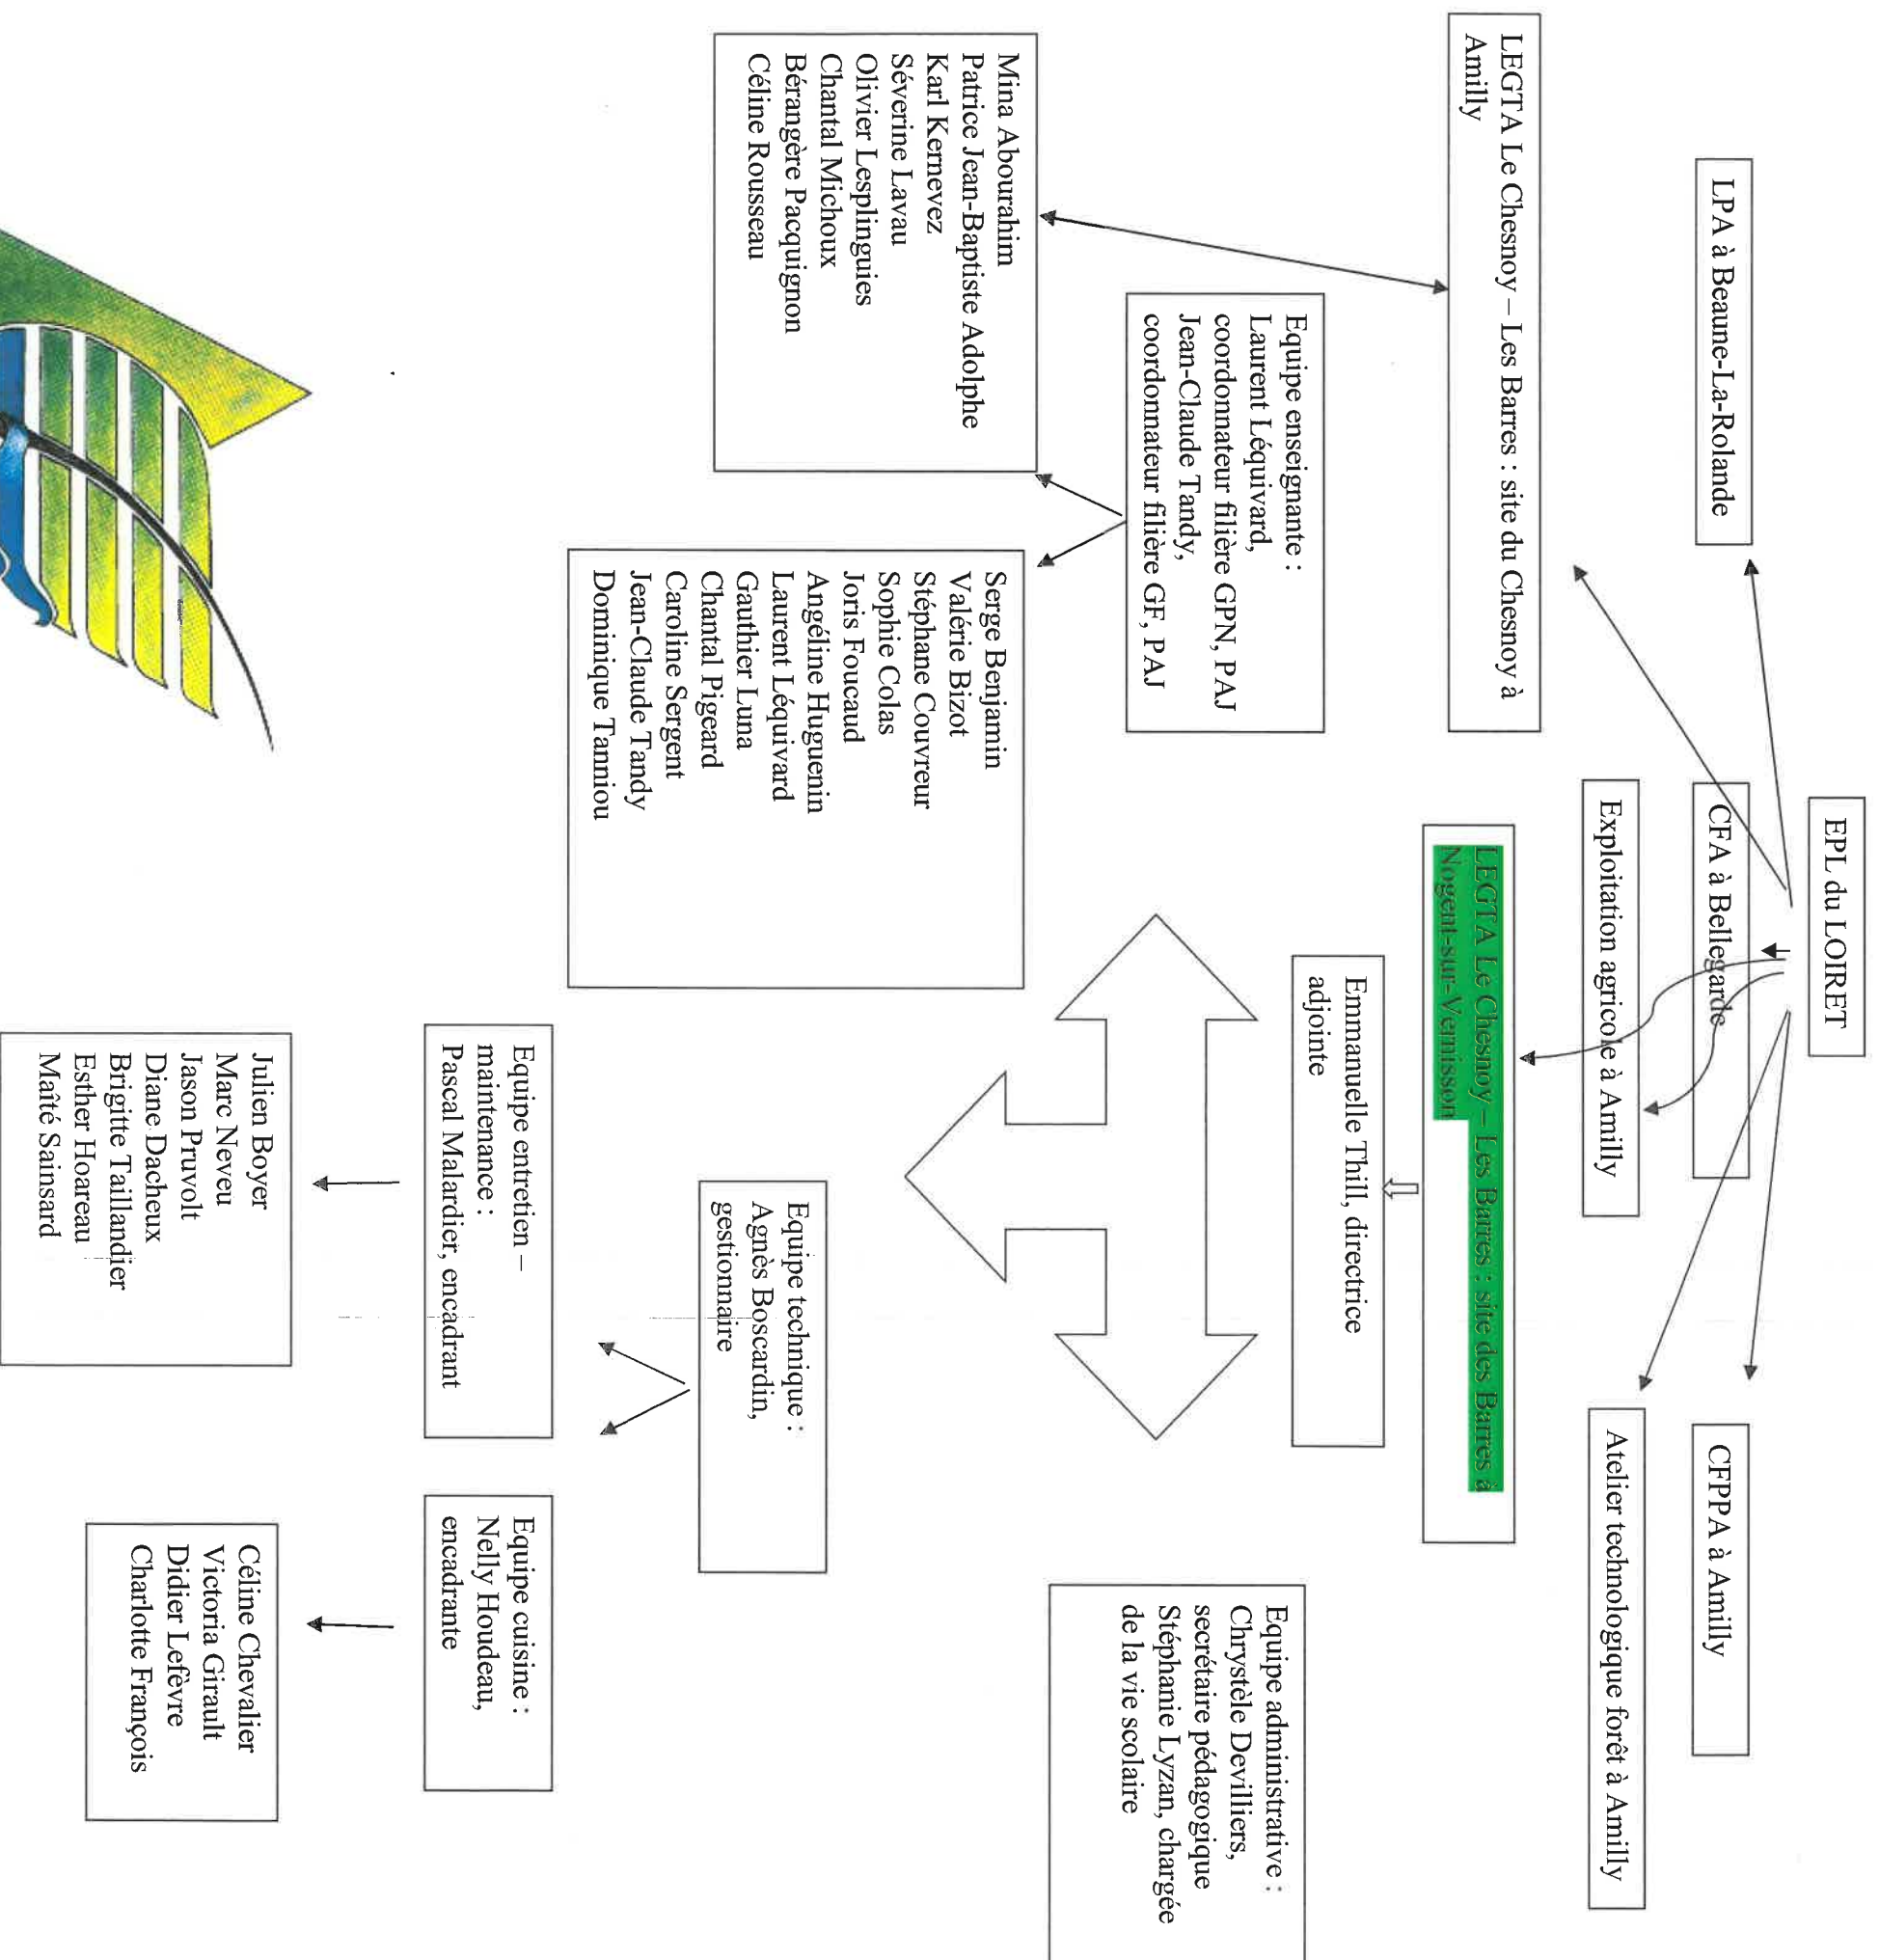 EPL du LOIRET
LPA à Beaune-La-Rolande
CFA à Bellegarde
CFPPA à Amilly
Exploitation agricole à Amilly
Atelier technologique forêt à Amilly
LEGTA Le Chesnoy – Les Barres : site du Chesnoy à
Amilly
LEGTA Le Chesnoy – Les Barres : site des Barres à
Nogent-sur-Vernisson
Emmanuelle Thill, directrice
adjointe
Equipe enseignante :
Laurent Léquivard,
coordonnateur filière GPN, PAJ
Jean-Claude Tandy,
coordonnateur filière GF, PAJ
Equipe administrative :
Chrystèle Devilliers,
secrétaire pédagogique
Stéphanie Lyzan, chargée
de la vie scolaire
Mina Abourahim
Patrice Jean-Baptiste Adolphe
Karl Kernevez
Séverine Lavau
Olivier Lesplinguies
Chantal Michoux
Bérangère Pacquignon
Céline Rousseau
Serge Benjamin
Valérie Bizot
Stéphane Couvreur
Sophie Colas
Joris Foucaud
Angéline Huguenin
Laurent Léquivard
Gauthier Luna
Chantal Pigeard
Caroline Sergent
Jean-Claude Tandy
Dominique Tanniou
Equipe technique :
Agnès Boscardin,
gestionnaire
Equipe entretien –
maintenance :
Pascal Malardier, encadrant
Equipe cuisine :
Nelly Houdeau,
encadrante
Julien Boyer
Marc Neveu
Jason Pruvolt
Diane Dacheux
Brigitte Taillandier
Esther Hoareau
Maîté Sainsard
Céline Chevalier
Victoria Girault
Didier Lefèvre
Charlotte François